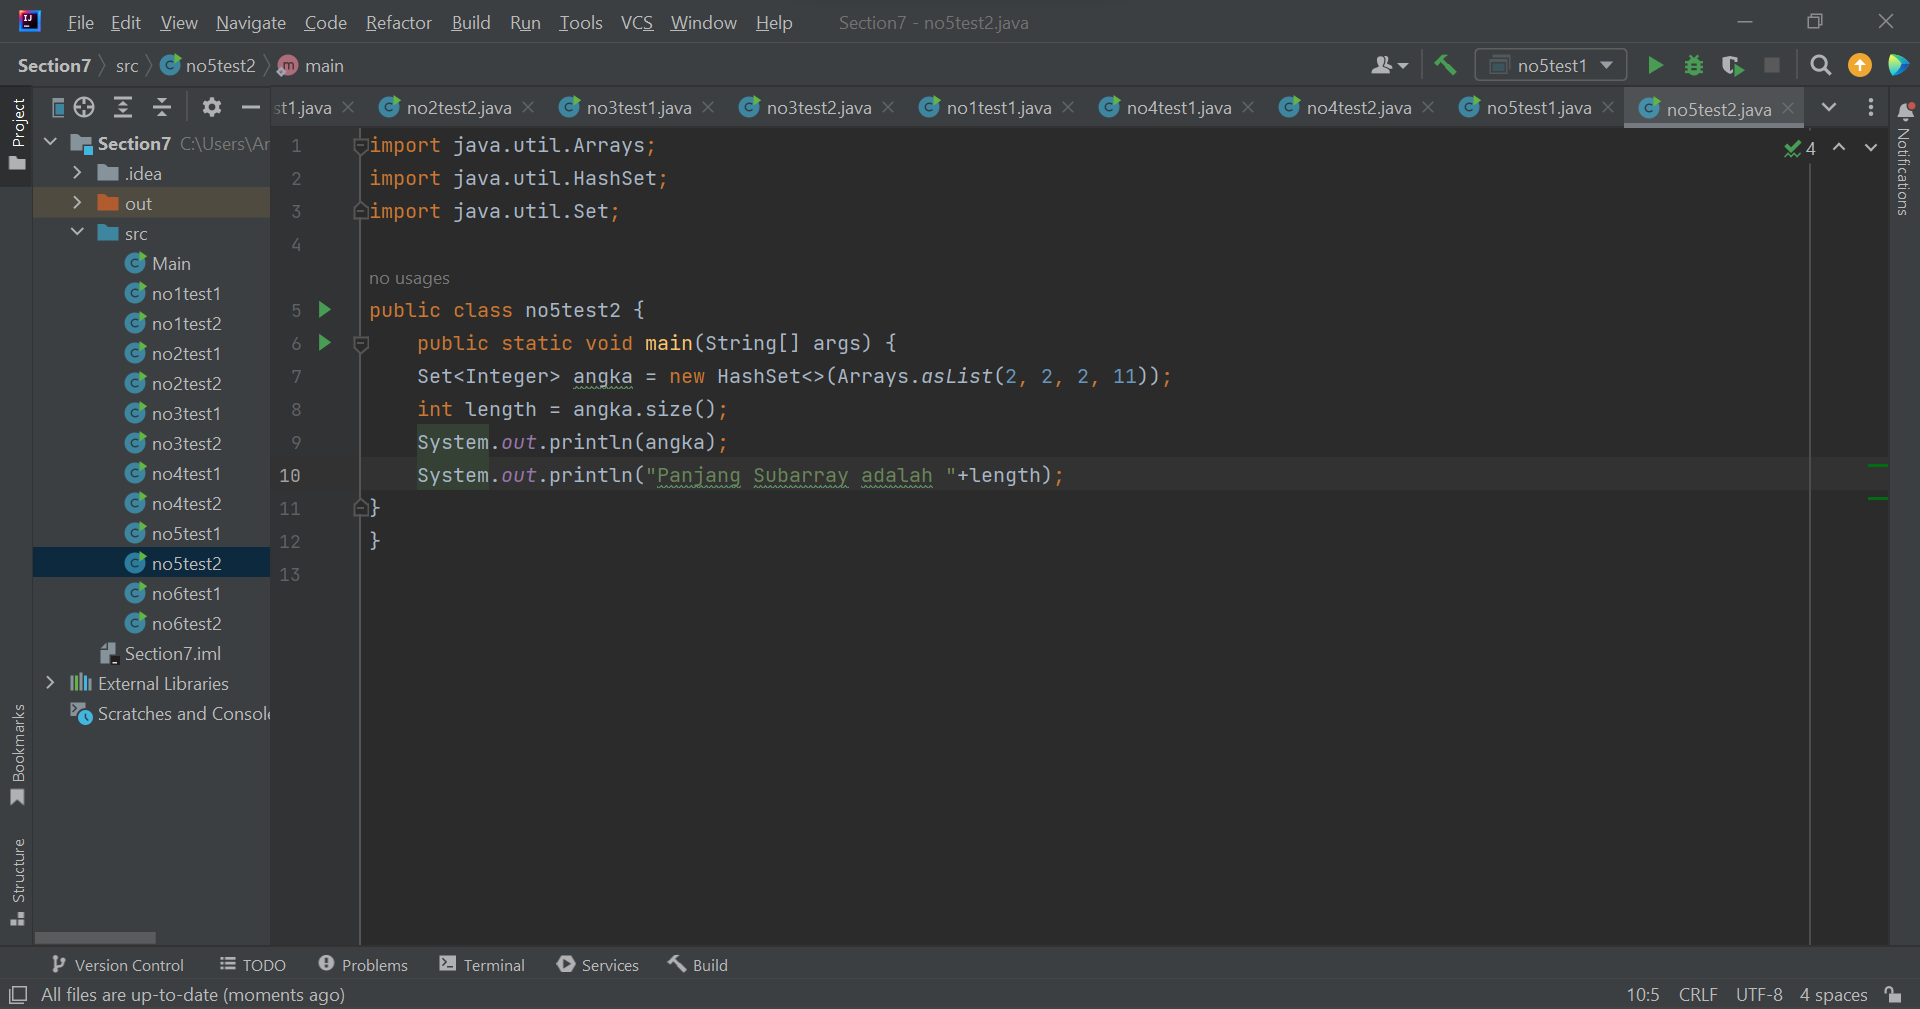 File Edit View Navigate Code Refactor Build Run Tools VCS Window Help Section7 - no5test2.java
Section7 src no5test2 main no5test1
Project
st1.java no2test2.java no3test1.java no3test2.java no1test1.java no4test1.java no4test2.java no5test1.java no5test2.java
Section7 C:\Users\Ar
.idea
out
src
Main
no1test1
no1test2
no2test1
no2test2
no3test1
no3test2
no4test1
no4test2
no5test1
no5test2
no6test1
no6test2
Section7.iml
External Libraries
Scratches and Console
Bookmarks
Structure
1 import java.util.Arrays;
2 import java.util.HashSet;
3 import java.util.Set;
4
no usages
5 public class no5test2 {
6 public static void main(String[] args) {
7 Set<Integer> angka = new HashSet<>(Arrays.asList(2, 2, 2, 11));
8 int length = angka.size();
9 System.out.println(angka);
10 System.out.println("Panjang Subarray adalah "+length);
11 }
12 }
13
4
Notifications
Version Control TODO Problems Terminal Services Build
All files are up-to-date (moments ago) 10:5 CRLF UTF-8 4 spaces